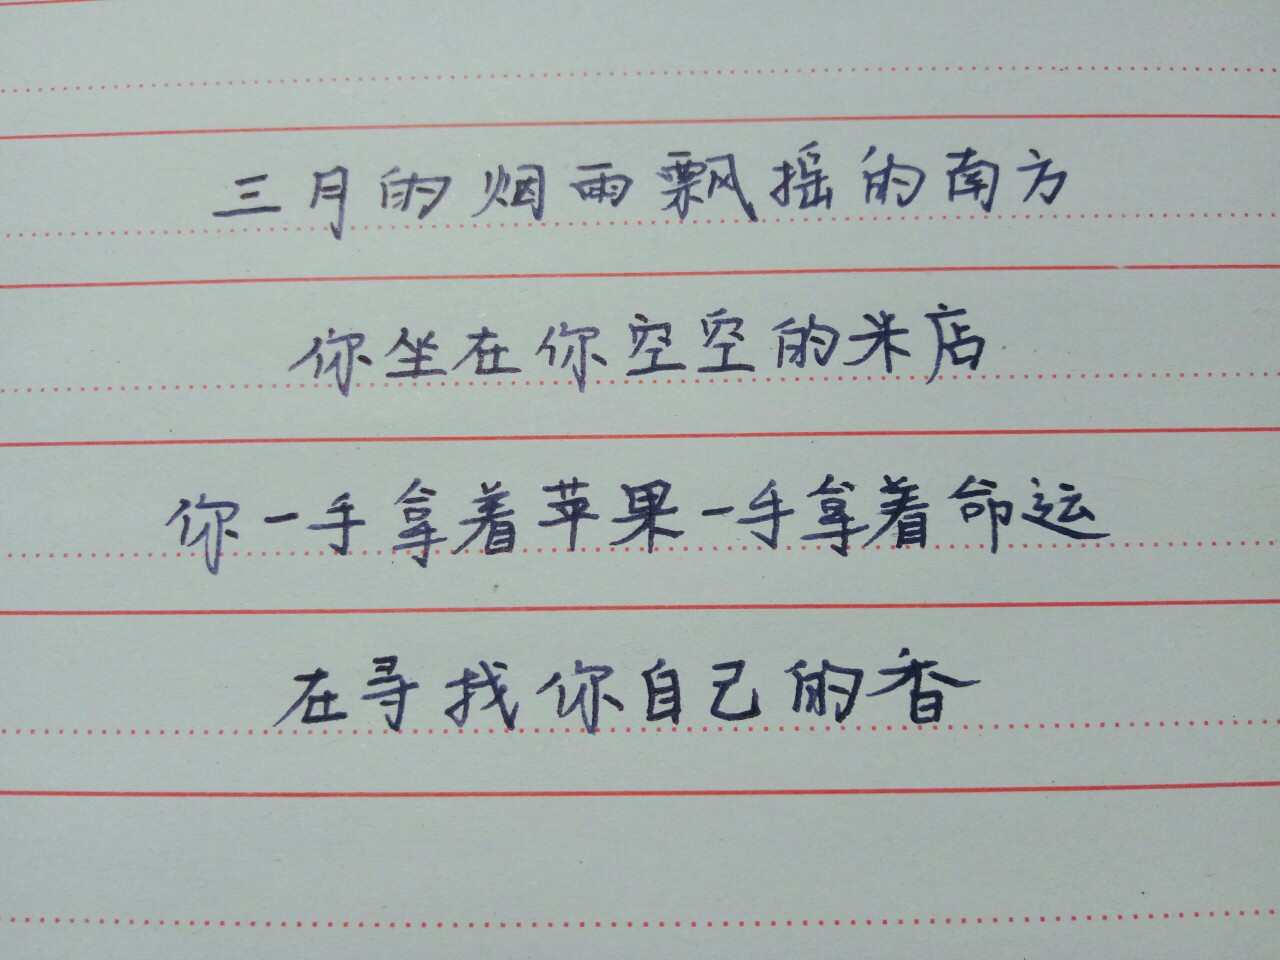 三月的烟雨飘摇的南方
你坐在你空空的米店
你一手拿着苹果一手拿着命运
在寻找你自己的香